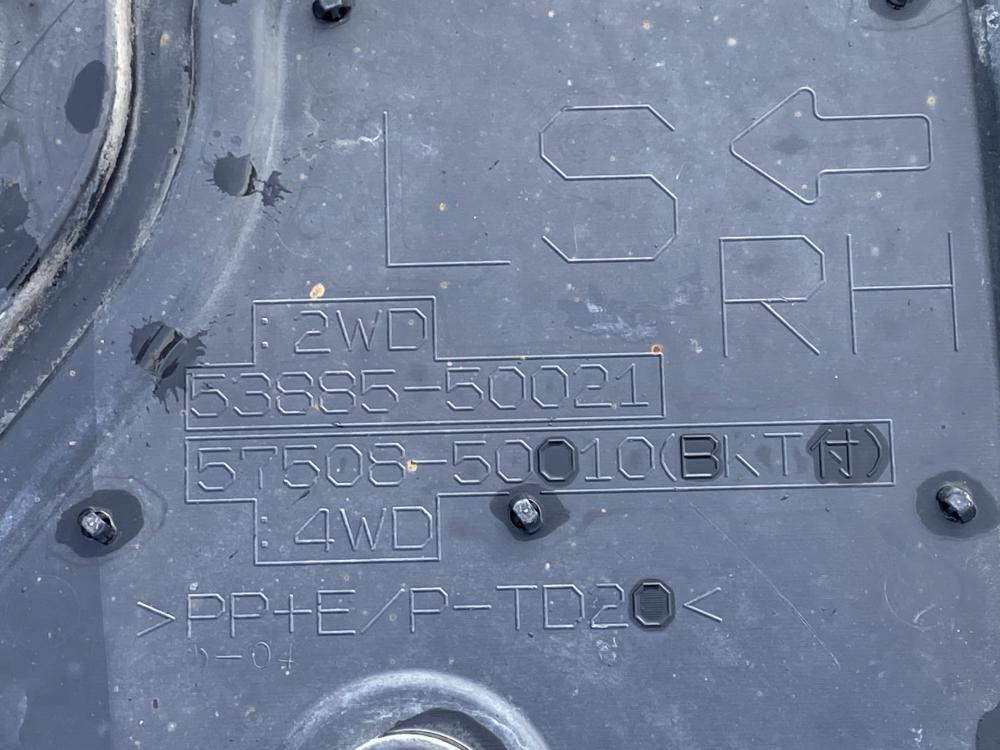 LS
RH
: 2WD
53885-50021
57508-50010(BKT付)
: 4WD
>PP+E/P-TD20<